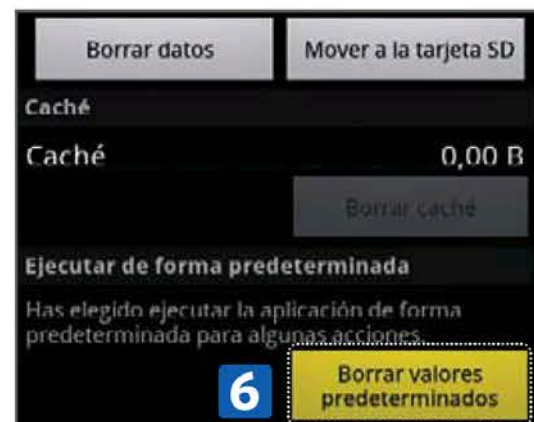 Borrar datos Mover a la tarjeta SD
Caché
Caché 0,00 B
Borrar caché
Ejecutar de forma predeterminada
Has elegido ejecutar la aplicación de forma
predeterminada para algunas acciones.
6 Borrar valores
predeterminados